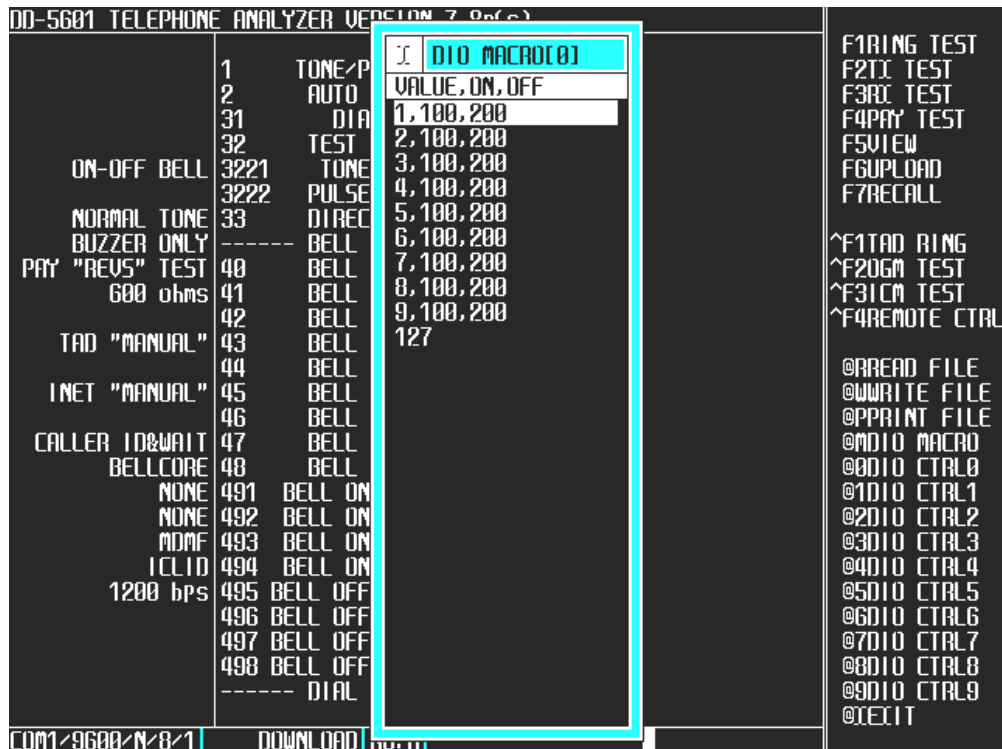 DD-5601 TELEPHONE ANALYZER VERSION 7.8n(s)
ON-OFF BELL
NORMAL TONE
BUZZER ONLY
PAY "REV5" TEST
600 ohms
TAD "MANUAL"
INET "MANUAL"
CALLER ID&WAIT
BELLCORE
NONE
NONE
MDMF
ICLID
1200 bps
1 TONE/P
2 AUTO
31 DIA
32 TEST
3221 TONE
3222 PULSE
33 DIREC
------ BELL
40 BELL
41 BELL
42 BELL
43 BELL
44 BELL
45 BELL
46 BELL
47 BELL
48 BELL
491 BELL ON
492 BELL ON
493 BELL ON
494 BELL ON
495 BELL OFF
496 BELL OFF
497 BELL OFF
498 BELL OFF
------ DIAL
X DIO MACRO[0]
VALUE,ON,OFF
1,100,200
2,100,200
3,100,200
4,100,200
5,100,200
6,100,200
7,100,200
8,100,200
9,100,200
127
F1RING TEST
F2TX TEST
F3RX TEST
F4PAY TEST
F5VIEW
F6UPLOAD
F7RECALL
^F1TAD RING
^F2OGM TEST
^F3ICM TEST
^F4REMOTE CTRL
@RREAD FILE
@WWRITE FILE
@PPRINT FILE
@MDIO MACRO
@0DIO CTRL0
@1DIO CTRL1
@2DIO CTRL2
@3DIO CTRL3
@4DIO CTRL4
@5DIO CTRL5
@6DIO CTRL6
@7DIO CTRL7
@8DIO CTRL8
@9DIO CTRL9
@XEXIT
COM1/9600/N/8/1 DOWNLOAD